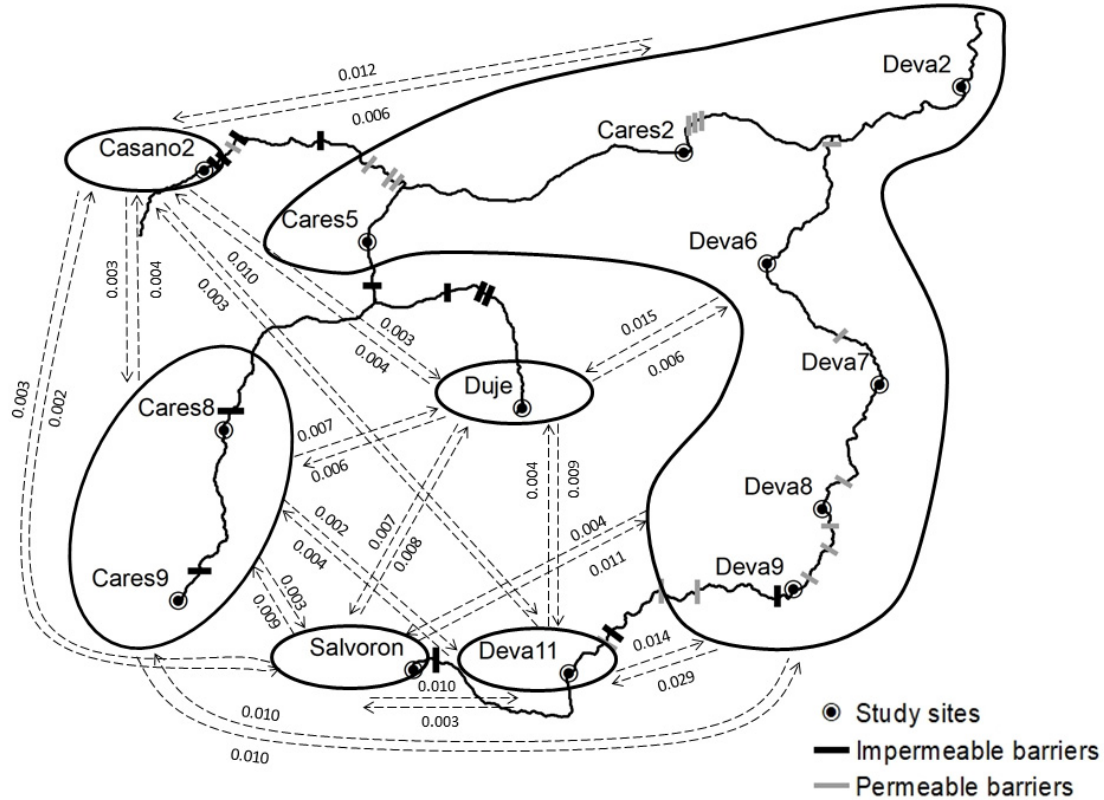 Deva2
0.012
0.006
Cares2
Casano2
Cares5
Deva6
0.003
0.004
0.010
0.003
0.003
0.004
0.015
0.006
Deva7
Duje
0.003
0.002
Cares8
0.007
0.006
0.004
0.009
Deva8
0.002
0.004
0.007
0.008
0.004
0.011
Cares9
0.003
0.009
Deva9
Salvoron
Deva11
0.014
0.029
0.010
0.003
0.010
0.010
Study sites
Impermeable barriers
Permeable barriers